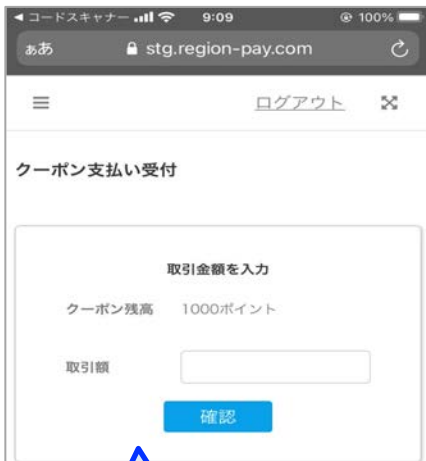 ◀ コードスキャナー 9:09 100%
ぁあ stg.region-pay.com
ログアウト
クーポン支払い受付
取引金額を入力
クーポン残高 1000ポイント
取引額
確認